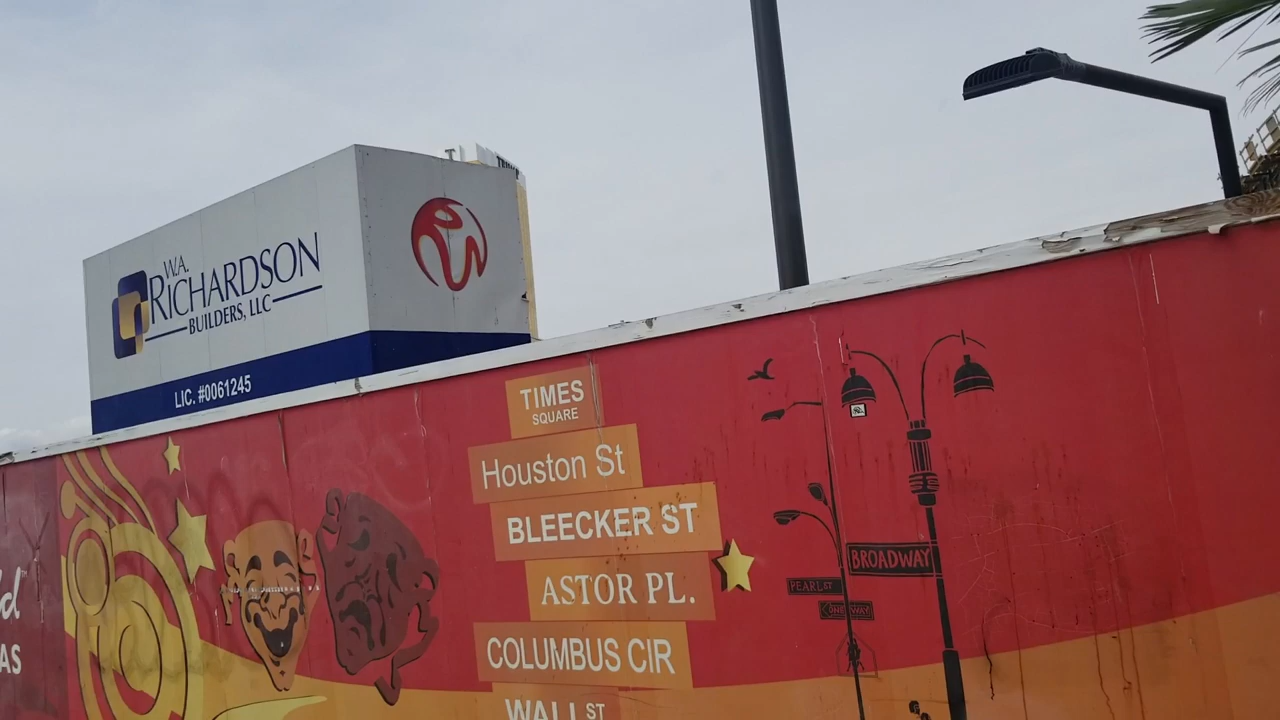 W.A.
RICHARDSON
BUILDERS, LLC
LIC. #0061245
TIMES
SQUARE
Houston St
BLEECKER ST
ASTOR PL.
COLUMBUS CIR
WALL ST
BROADWAY
PEARL ST
ONE WAY
AS